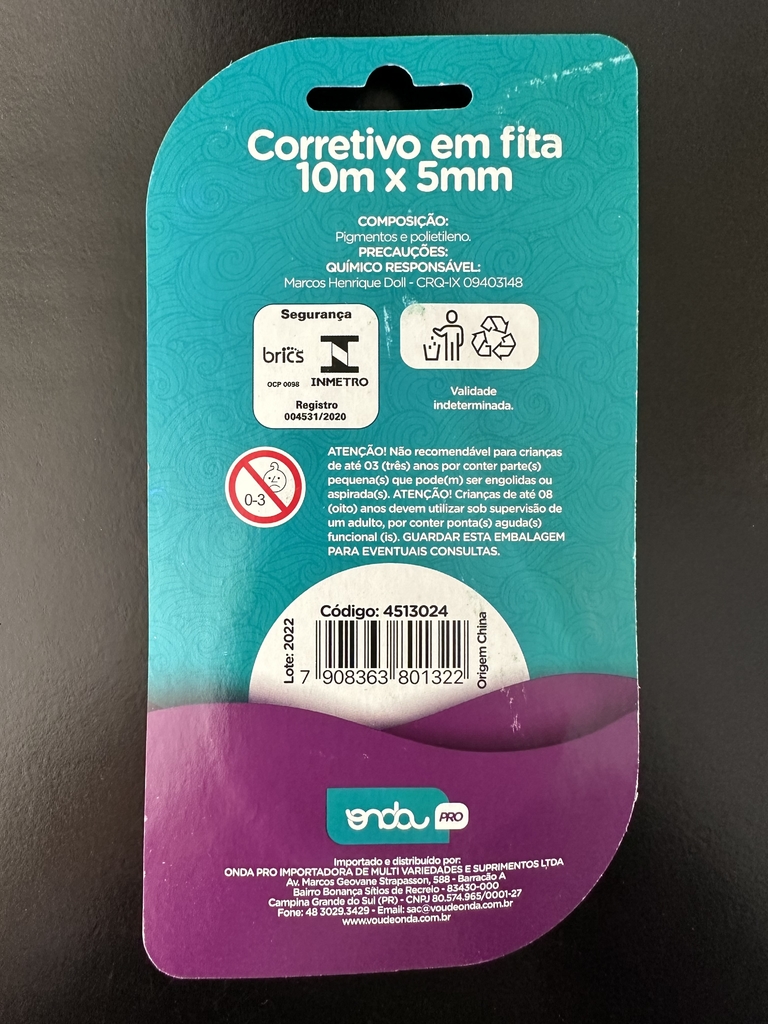 Corretivo em fita
10m x 5mm
COMPOSIÇÃO:
Pigmentos e polietileno.
PRECAUÇÕES:
QUÍMICO RESPONSÁVEL:
Marcos Henrique Doll - CRQ-IX 09403148
Segurança
brics
OCP 0098
INMETRO
Registro
004531/2020
Validade
indeterminada.
0-3
ATENÇÃO! Não recomendável para crianças
de até 03 (três) anos por conter parte(s)
pequena(s) que pode(m) ser engolidas ou
aspirada(s). ATENÇÃO! Crianças de até 08
(oito) anos devem utilizar sob supervisão de
um adulto, por conter ponta(s) aguda(s)
funcional (is). GUARDAR ESTA EMBALAGEM
PARA EVENTUAIS CONSULTAS.
Código: 4513024
Lote: 2022
7 908363 801322
Origem China
onda PRO
Importado e distribuído por:
ONDA PRO IMPORTADORA DE MULTI VARIEDADES E SUPRIMENTOS LTDA
Av. Marcos Geovane Strapasson, 588 - Barracão A
Bairro Bonança Sítios de Recreio - 83430-000
Campina Grande do Sul (PR) - CNPJ 80.574.965/0001-27
Fone: 48 3029.3429 - Email: sac@voudeonda.com.br
www.voudeonda.com.br